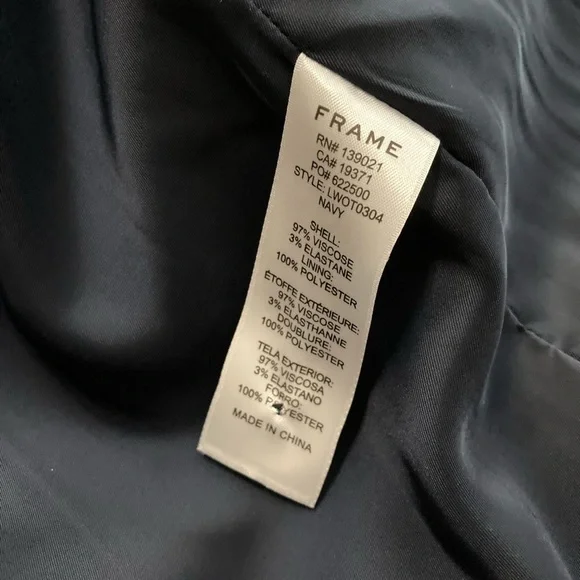 FRAME
RN# 139021
CA# 19371
PO# 622500
STYLE: LWOT0304
NAVY
SHELL:
97% VISCOSE
3% ELASTANE
LINING:
100% POLYESTER
ÉTOFFE EXTÉRIEURE:
97% VISCOSE
3% ELASTHANNE
DOUBLURE:
100% POLYESTER
TELA EXTERIOR:
97% VISCOSA
3% ELASTANO
FORRO:
100% POLYESTER
MADE IN CHINA